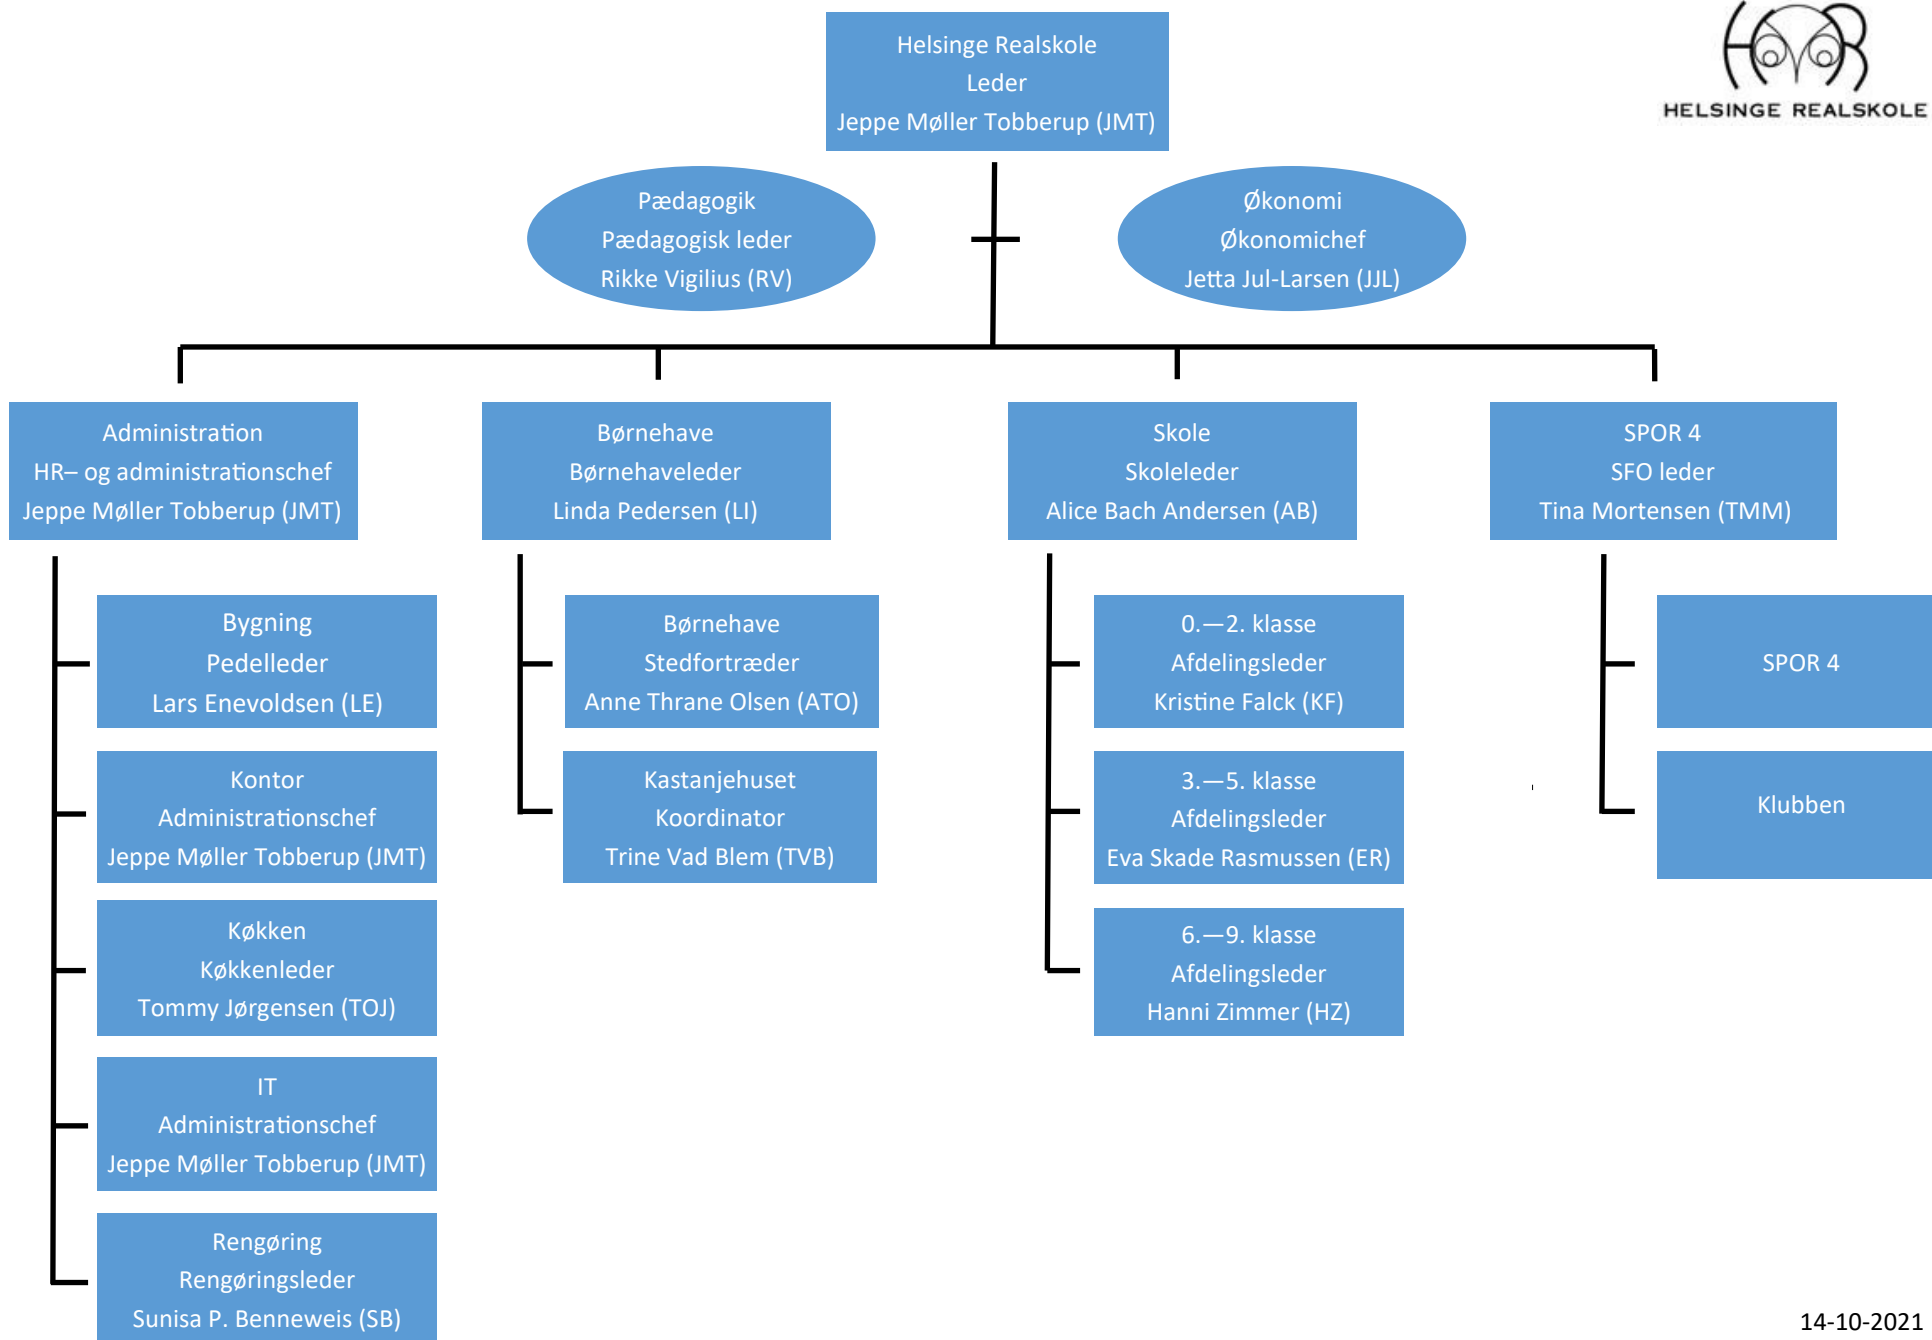 Helsinge Realskole
Leder
Jeppe Møller Tobberup (JMT)
HELSINGE REALSKOLE
Pædagogik
Pædagogisk leder
Rikke Vigilius (RV)
Økonomi
Økonomichef
Jetta Jul-Larsen (JJL)
Administration
HR– og administrationschef
Jeppe Møller Tobberup (JMT)
Børnehave
Børnehaveleder
Linda Pedersen (LI)
Skole
Skoleleder
Alice Bach Andersen (AB)
SPOR 4
SFO leder
Tina Mortensen (TMM)
Bygning
Pedelleder
Lars Enevoldsen (LE)
Kontor
Administrationschef
Jeppe Møller Tobberup (JMT)
Køkken
Køkkenleder
Tommy Jørgensen (TOJ)
IT
Administrationschef
Jeppe Møller Tobberup (JMT)
Rengøring
Rengøringsleder
Sunisa P. Benneweis (SB)
Børnehave
Stedfortræder
Anne Thrane Olsen (ATO)
Kastanjehuset
Koordinator
Trine Vad Blem (TVB)
0.—2. klasse
Afdelingsleder
Kristine Falck (KF)
3.—5. klasse
Afdelingsleder
Eva Skade Rasmussen (ER)
6.—9. klasse
Afdelingsleder
Hanni Zimmer (HZ)
SPOR 4
Klubben
14-10-2021